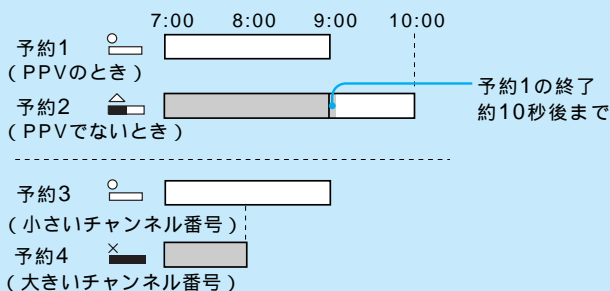 7:00 8:00 9:00 10:00
予約1
(PPVのとき)
予約2
(PPVでないとき)
予約1の終了
約10秒後まで
予約3
(小さいチャンネル番号)
予約4
(大きいチャンネル番号)